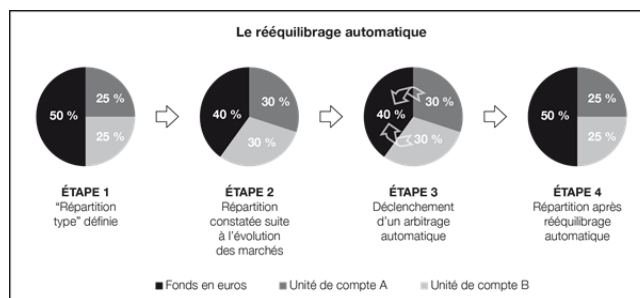 Le rééquilibrage automatique
50 %
25 %
25 %
40 %
30 %
30 %
40 %
30 %
30 %
50 %
25 %
25 %
ÉTAPE 1
“Répartition
type” définie
ÉTAPE 2
Répartition
constatée suite
à l’évolution
des marchés
ÉTAPE 3
Déclenchement
d’un arbitrage
automatique
ÉTAPE 4
Répartition après
rééquilibrage
automatique
Fonds en euros
Unité de compte A
Unité de compte B